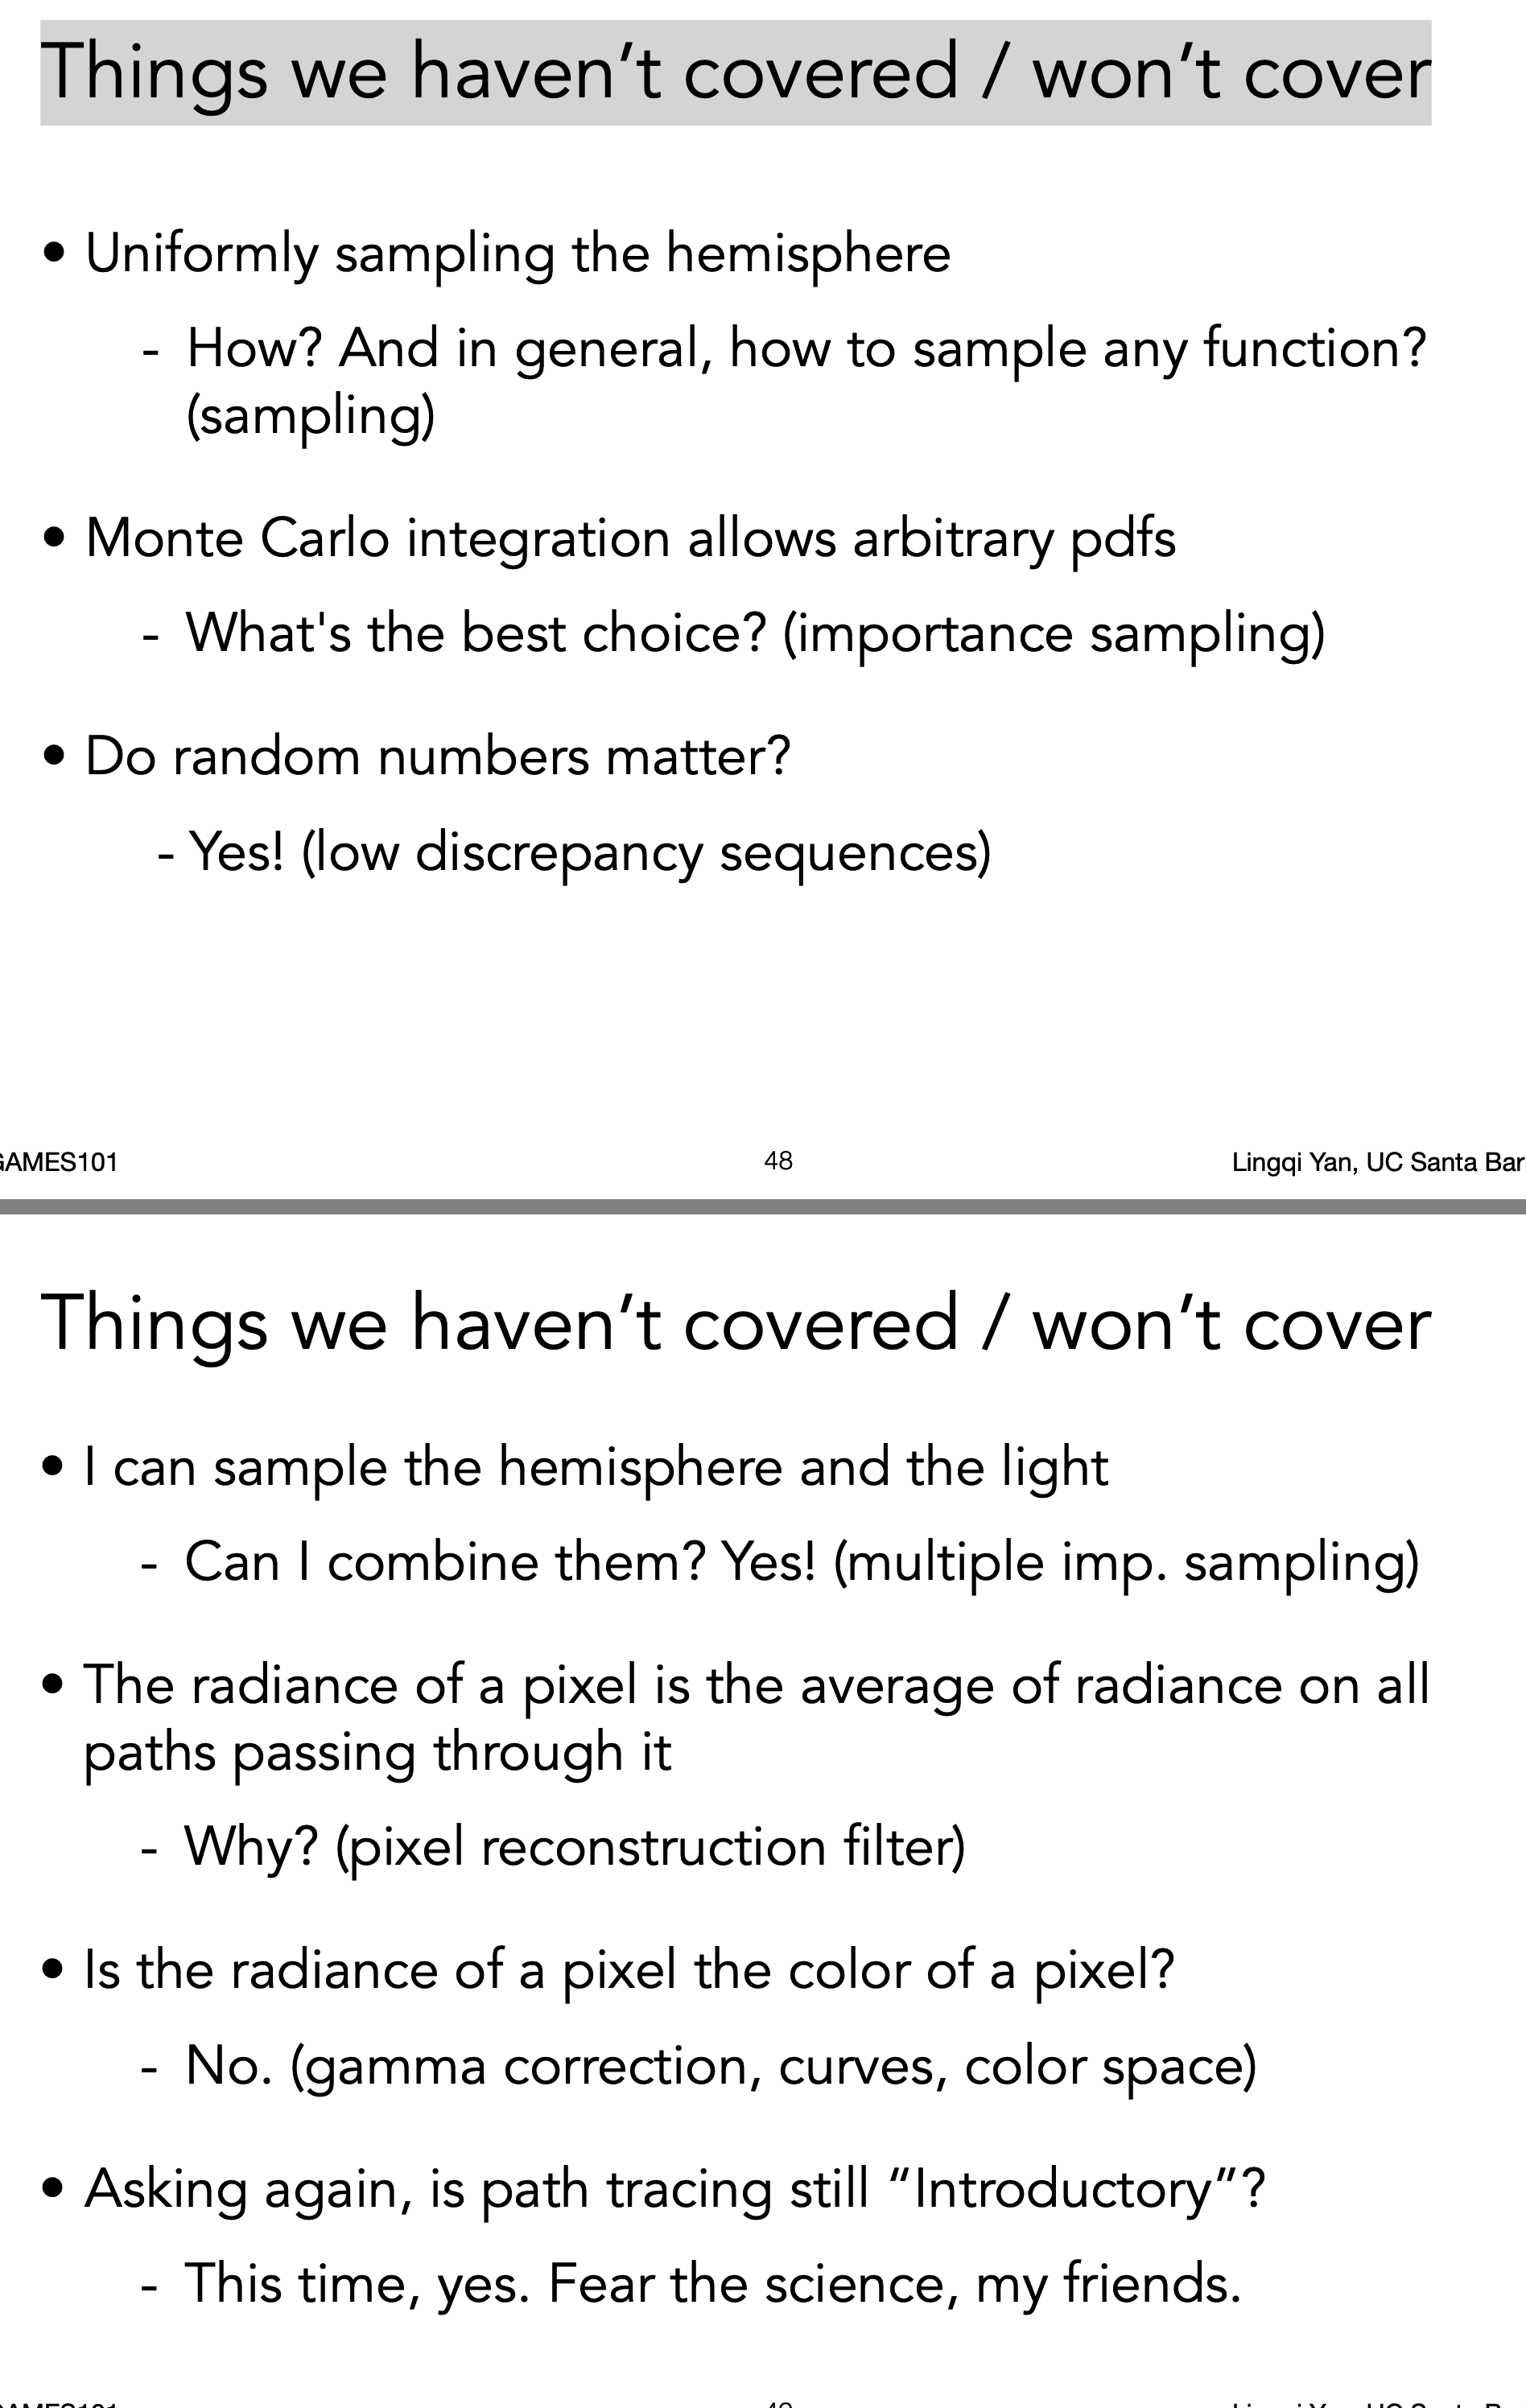 Things we haven’t covered / won’t cover
• Uniformly sampling the hemisphere
- How? And in general, how to sample any function?
(sampling)
• Monte Carlo integration allows arbitrary pdfs
- What's the best choice? (importance sampling)
• Do random numbers matter?
- Yes! (low discrepancy sequences)
GAMES101 48 Lingqi Yan, UC Santa Bar
Things we haven’t covered / won’t cover
• I can sample the hemisphere and the light
- Can I combine them? Yes! (multiple imp. sampling)
• The radiance of a pixel is the average of radiance on all
paths passing through it
- Why? (pixel reconstruction filter)
• Is the radiance of a pixel the color of a pixel?
- No. (gamma correction, curves, color space)
• Asking again, is path tracing still “Introductory”?
- This time, yes. Fear the science, my friends.